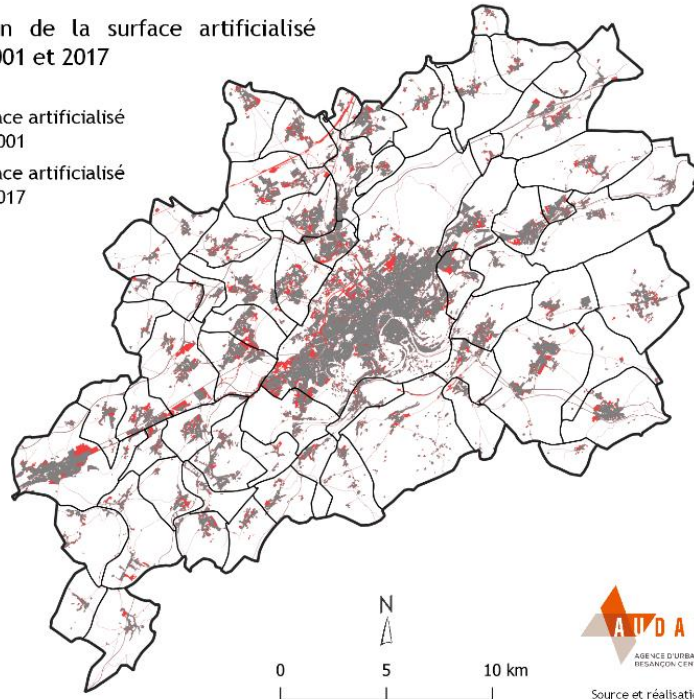 n de la surface artificialisé
001 et 2017
ace artificialisé
001
ace artificialisé
017
N
0 5 10 km
AUDA
AGENCE D'URBA
BESANÇON CEN
Source et réalisati